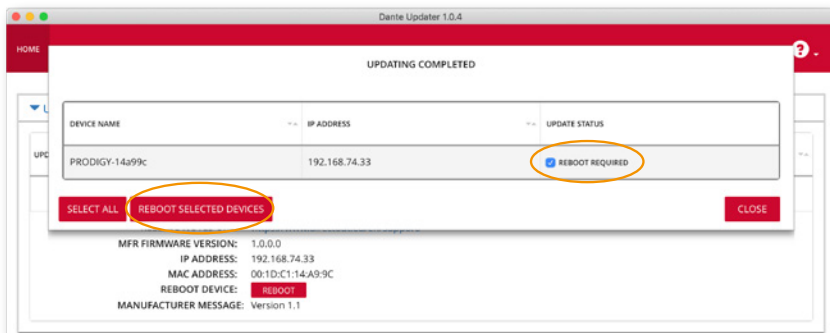 Dante Updater 1.0.4
HOME
?
UPDATING COMPLETED
DEVICE NAME IP ADDRESS UPDATE STATUS
PRODIGY-14a99c 192.168.74.33 REBOOT REQUIRED
SELECT ALL REBOOT SELECTED DEVICES CLOSE
MFR FIRMWARE VERSION: 1.0.0.0
IP ADDRESS: 192.168.74.33
MAC ADDRESS: 00:1D:C1:14:A9:9C
REBOOT DEVICE: REBOOT
MANUFACTURER MESSAGE: Version 1.1